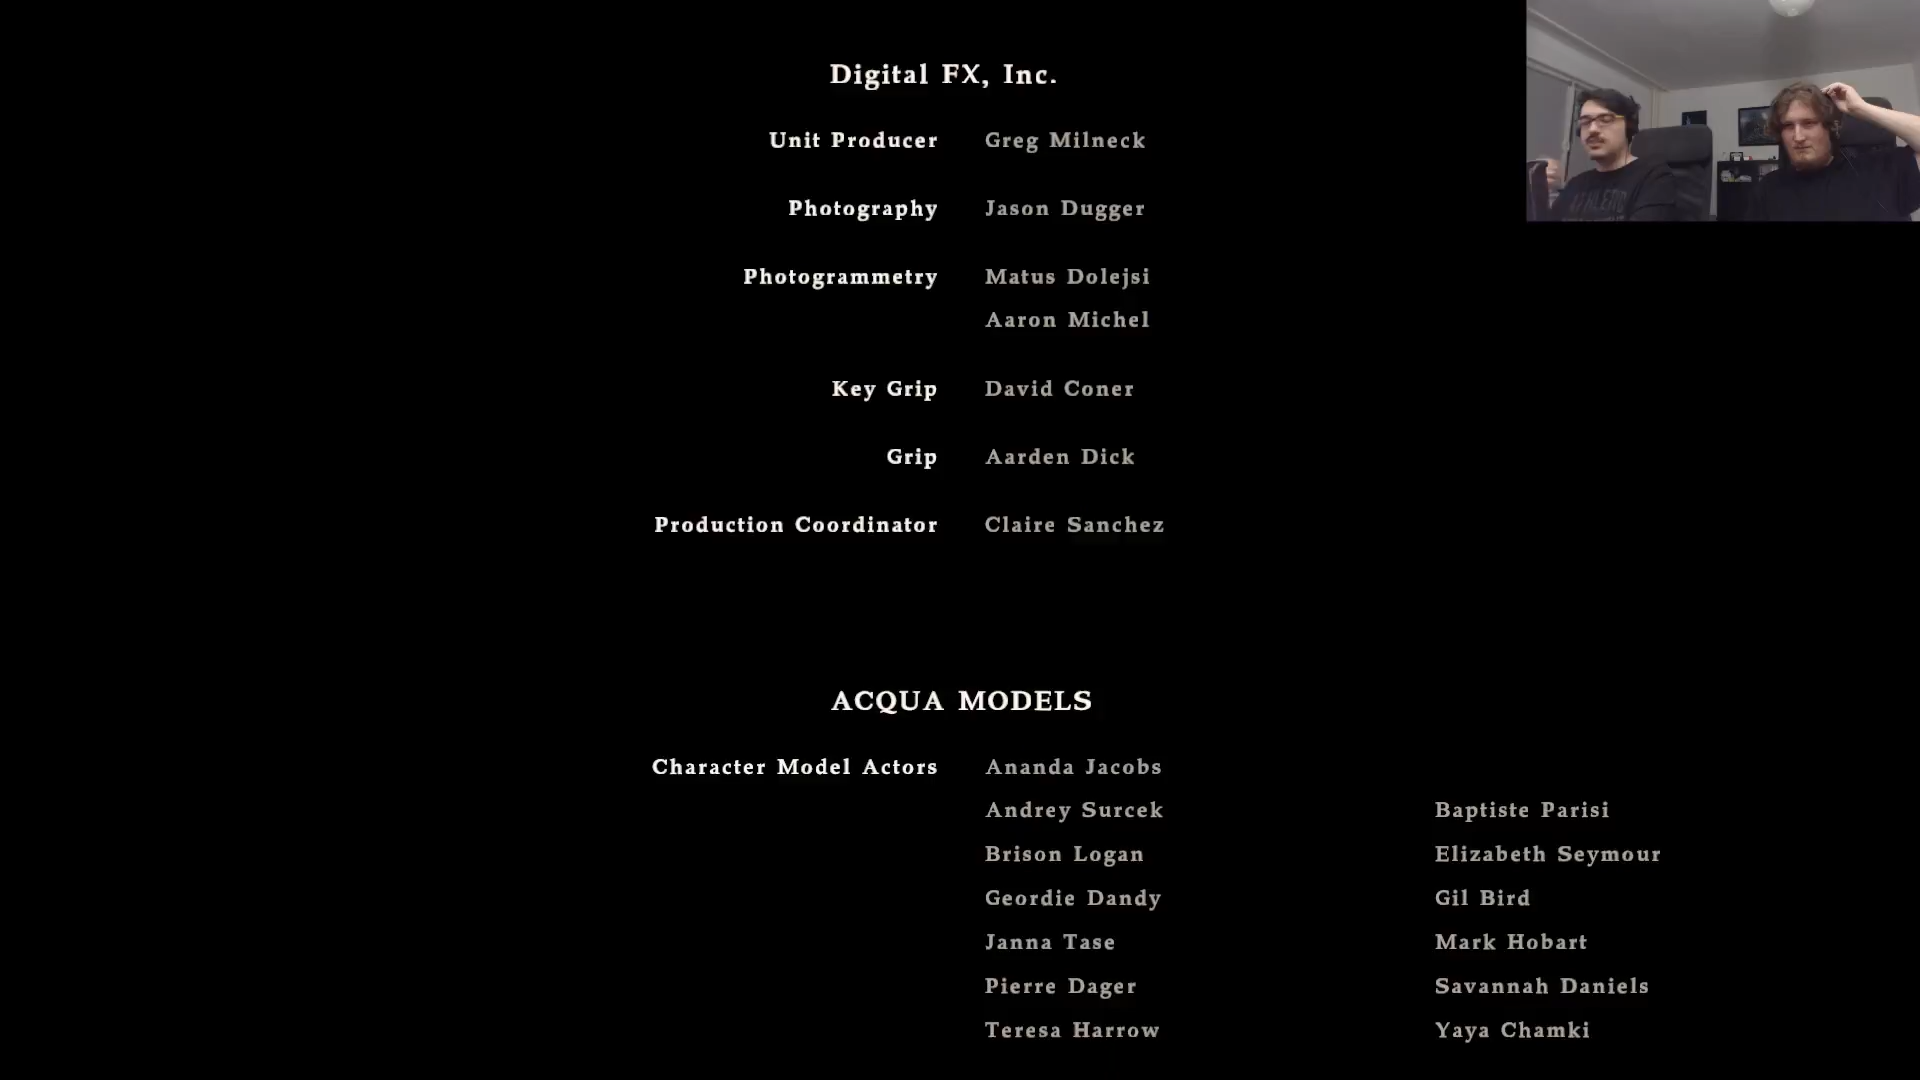 Digital FX, Inc.
Unit Producer Greg Milneck
Photography Jason Dugger
Photogrammetry Matus Dolejsi
Aaron Michel
Key Grip David Coner
Grip Aarden Dick
Production Coordinator Claire Sanchez
ACQUA MODELS
Character Model Actors Ananda Jacobs
Andrey Surcek Baptiste Parisi
Brison Logan Elizabeth Seymour
Geordie Dandy Gil Bird
Janna Tase Mark Hobart
Pierre Dager Savannah Daniels
Teresa Harrow Yaya Chamki